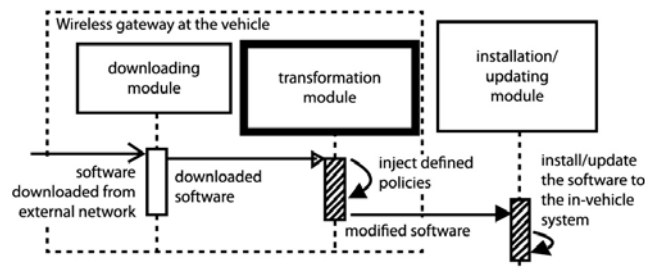 Wireless gateway at the vehicle
downloading
module
transformation
module
installation/
updating
module
software
downloaded from
external network
downloaded
software
inject defined
policies
modified software
install/update
the software to
the in-vehicle
system